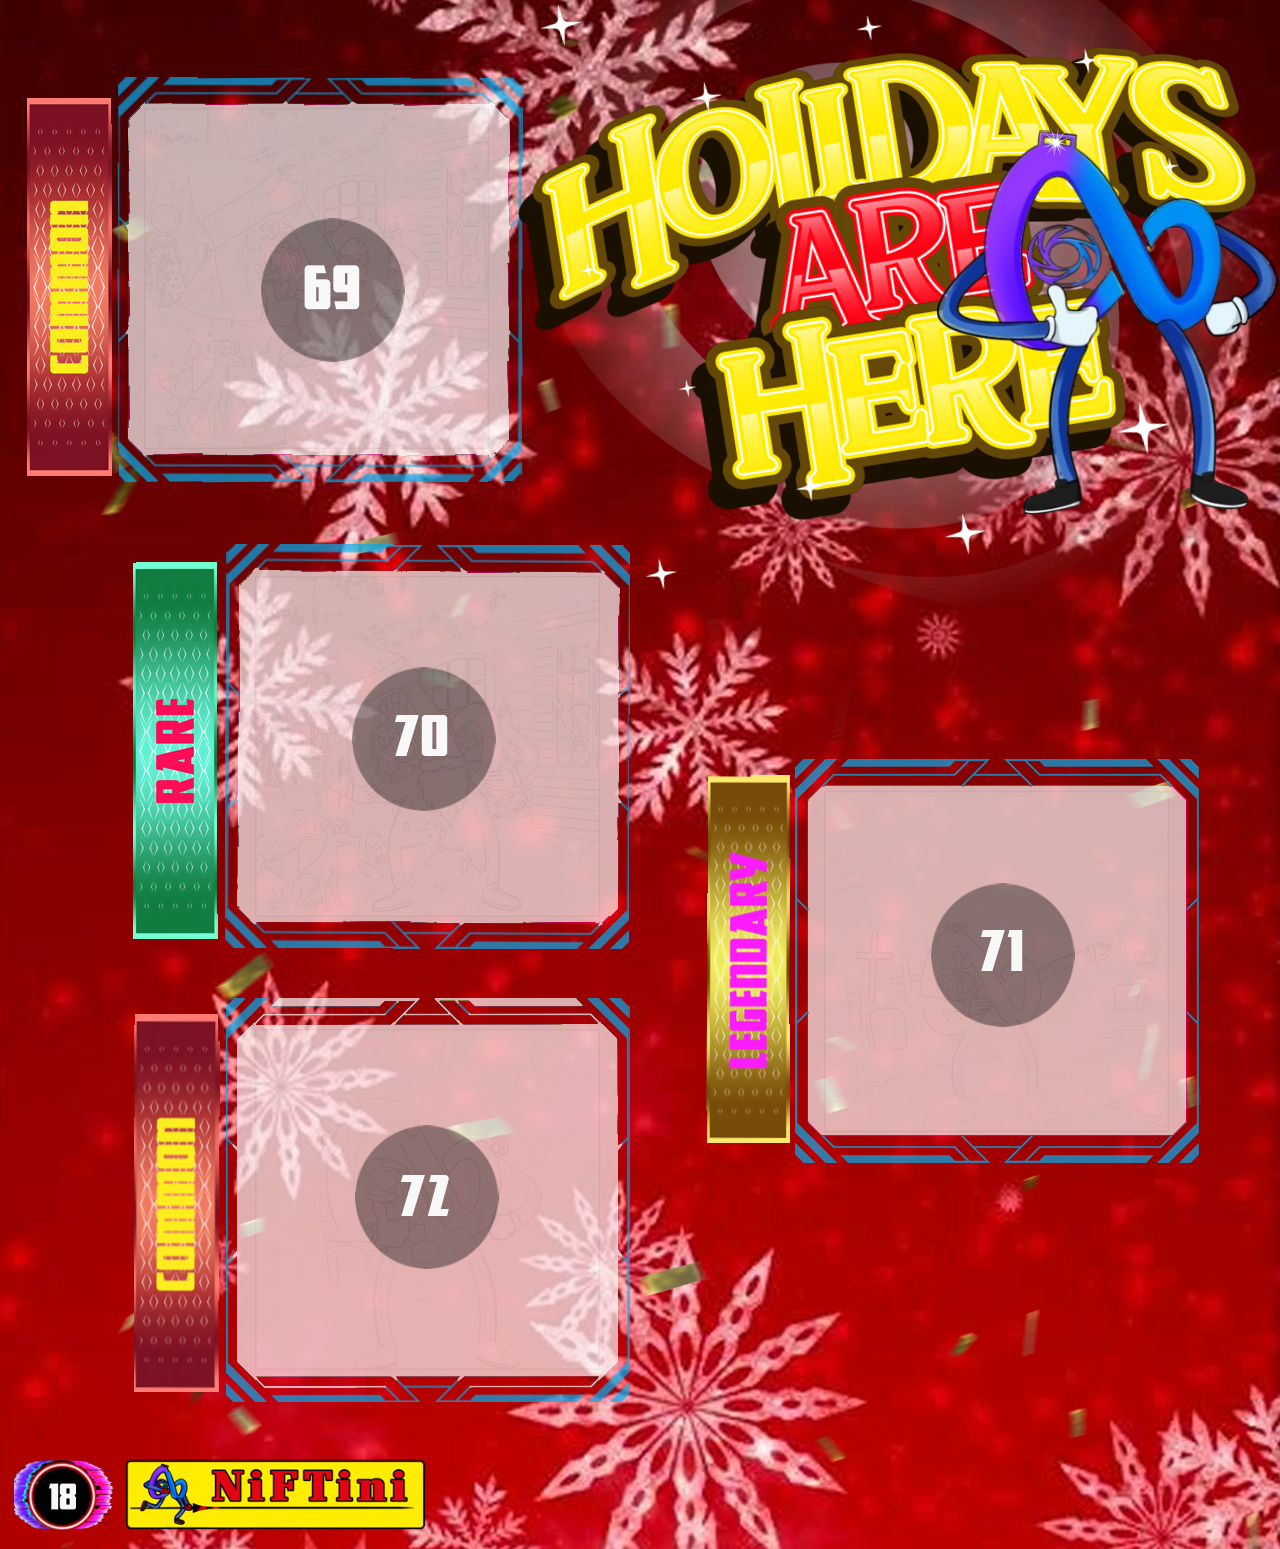 HOLIDAYS
ARE
HERE
COMMON
69
RARE
70
LEGENDARY
71
COMMON
72
18
NiFTini